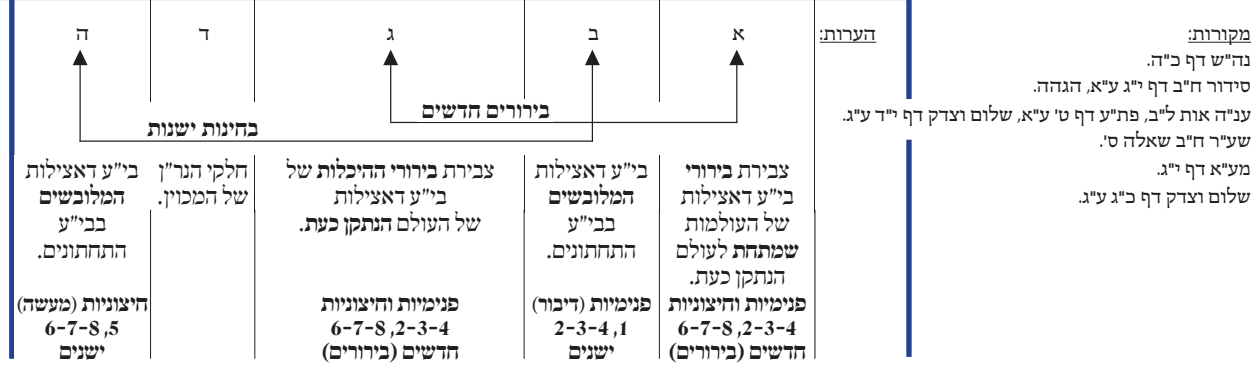 מקורות:
נה"ש דף כ"ה.
סידור ח"ב דף י"ג ע"א, הגהה.
ענ"ה אות ל"ב, פת"ע דף ט' ע"א, שלום וצדק דף י"ד ע"ג.
שע"ר ח"ב שאלה ס'.
מע"א דף י"ג.
שלום וצדק דף כ"ג ע"ג.
הערות:
א
ב
ג
ד
ה
בירורים חדשים
בחינות ישנות
צבירת בירורי
בי"ע דאצילות
של העולמות
שמתחת לעולם
הנתקן כעת.
פנימיות וחיצוניות
2-3-4, 6-7-8
חדשים (בירורים)
בי"ע דאצילות
המלובשים
בבי"ע
התחתונים.
פנימיות (דיבור)
1, 2-3-4
ישנים
צבירת בירורי ההיכלות של
בי"ע דאצילות
של העולם הנתקן כעת.
פנימיות וחיצוניות
2-3-4, 6-7-8
חדשים (בירורים)
חלקי הנר"ן
של המכוין.
בי"ע דאצילות
המלובשים
בבי"ע
התחתונים.
חיצוניות (מעשה)
5, 6-7-8
ישנים